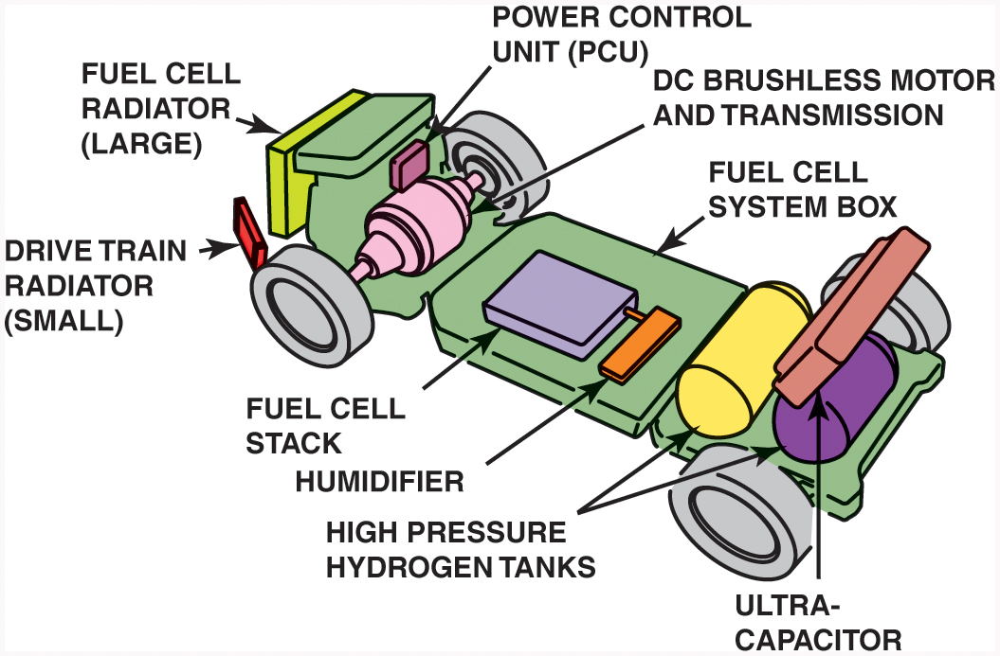 POWER CONTROL
UNIT (PCU)
FUEL CELL
RADIATOR
(LARGE)
DC BRUSHLESS MOTOR
AND TRANSMISSION
FUEL CELL
SYSTEM BOX
DRIVE TRAIN
RADIATOR
(SMALL)
FUEL CELL
STACK
HUMIDIFIER
HIGH PRESSURE
HYDROGEN TANKS
ULTRA-
CAPACITOR